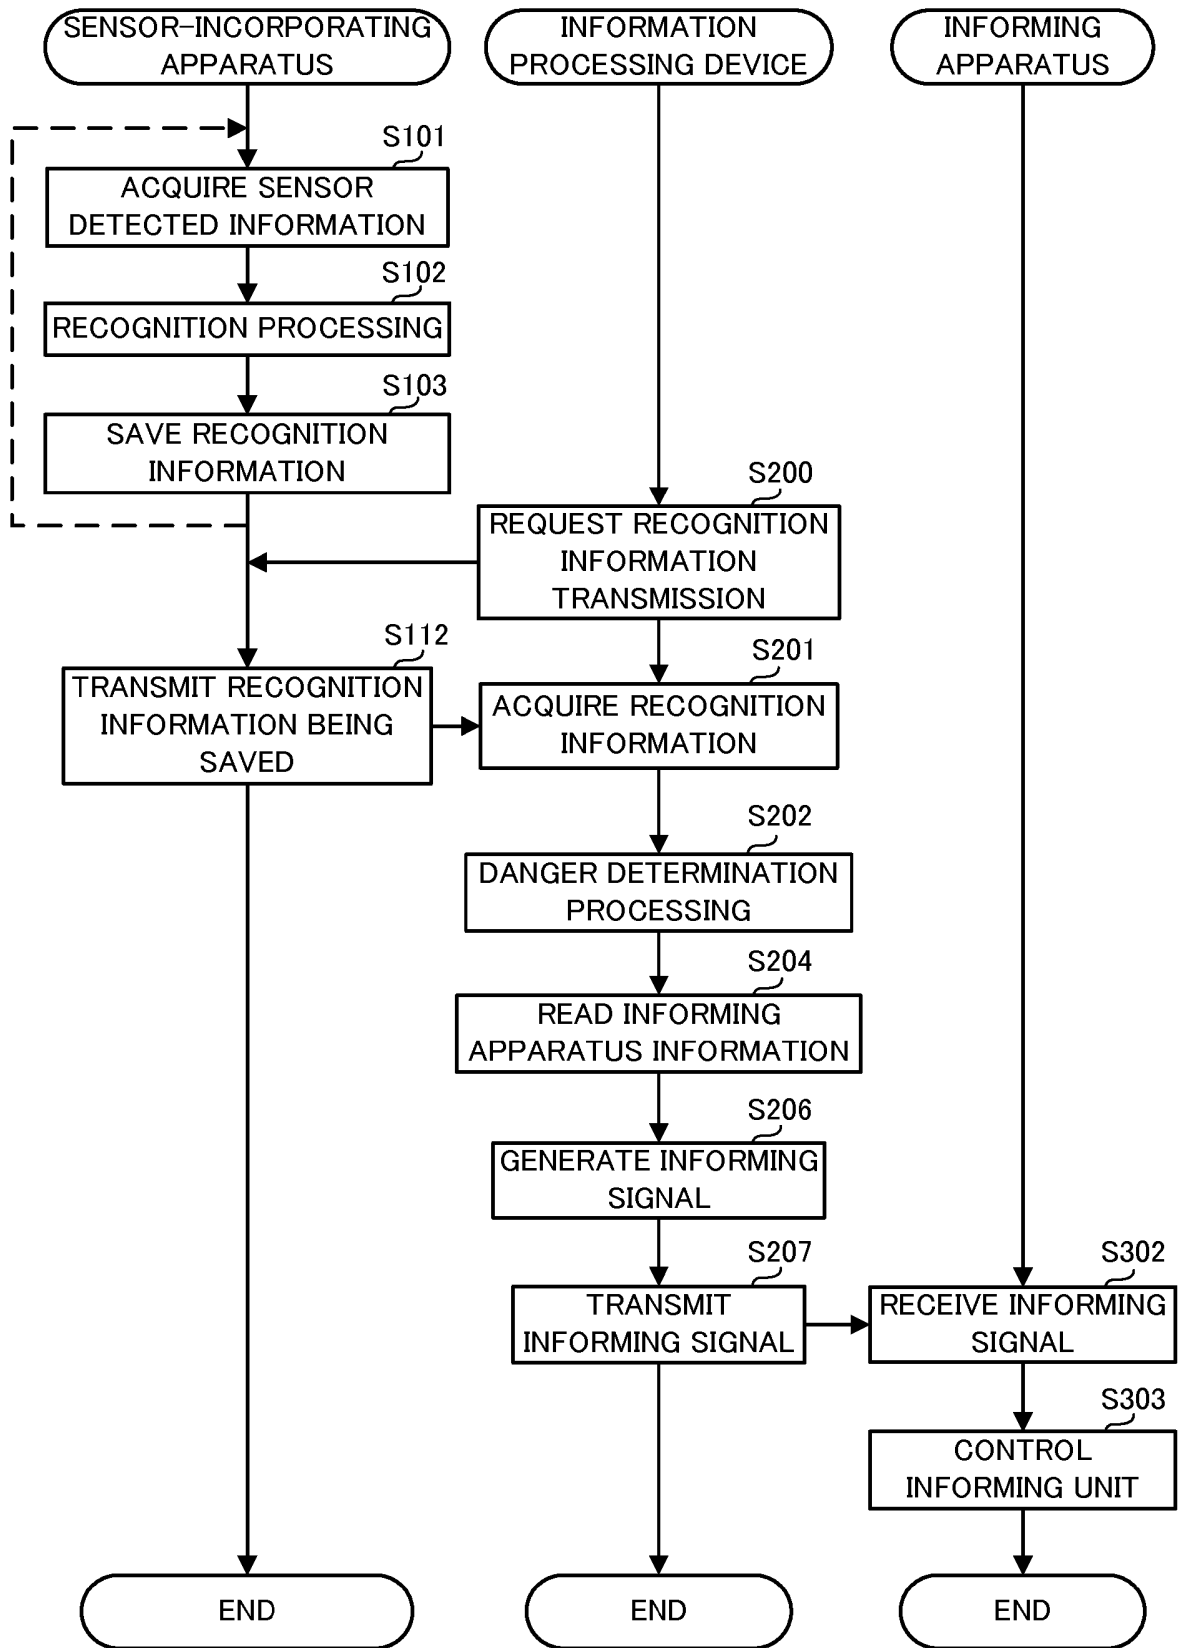 SENSOR-INCORPORATING
APPARATUS
INFORMATION
PROCESSING DEVICE
INFORMING
APPARATUS
S101
ACQUIRE SENSOR
DETECTED INFORMATION
S102
RECOGNITION PROCESSING
S103
SAVE RECOGNITION
INFORMATION
S200
REQUEST RECOGNITION
INFORMATION
TRANSMISSION
S112
TRANSMIT RECOGNITION
INFORMATION BEING
SAVED
S201
ACQUIRE RECOGNITION
INFORMATION
S202
DANGER DETERMINATION
PROCESSING
S204
READ INFORMING
APPARATUS INFORMATION
S206
GENERATE INFORMING
SIGNAL
S207
TRANSMIT
INFORMING SIGNAL
S302
RECEIVE INFORMING
SIGNAL
S303
CONTROL
INFORMING UNIT
END
END
END